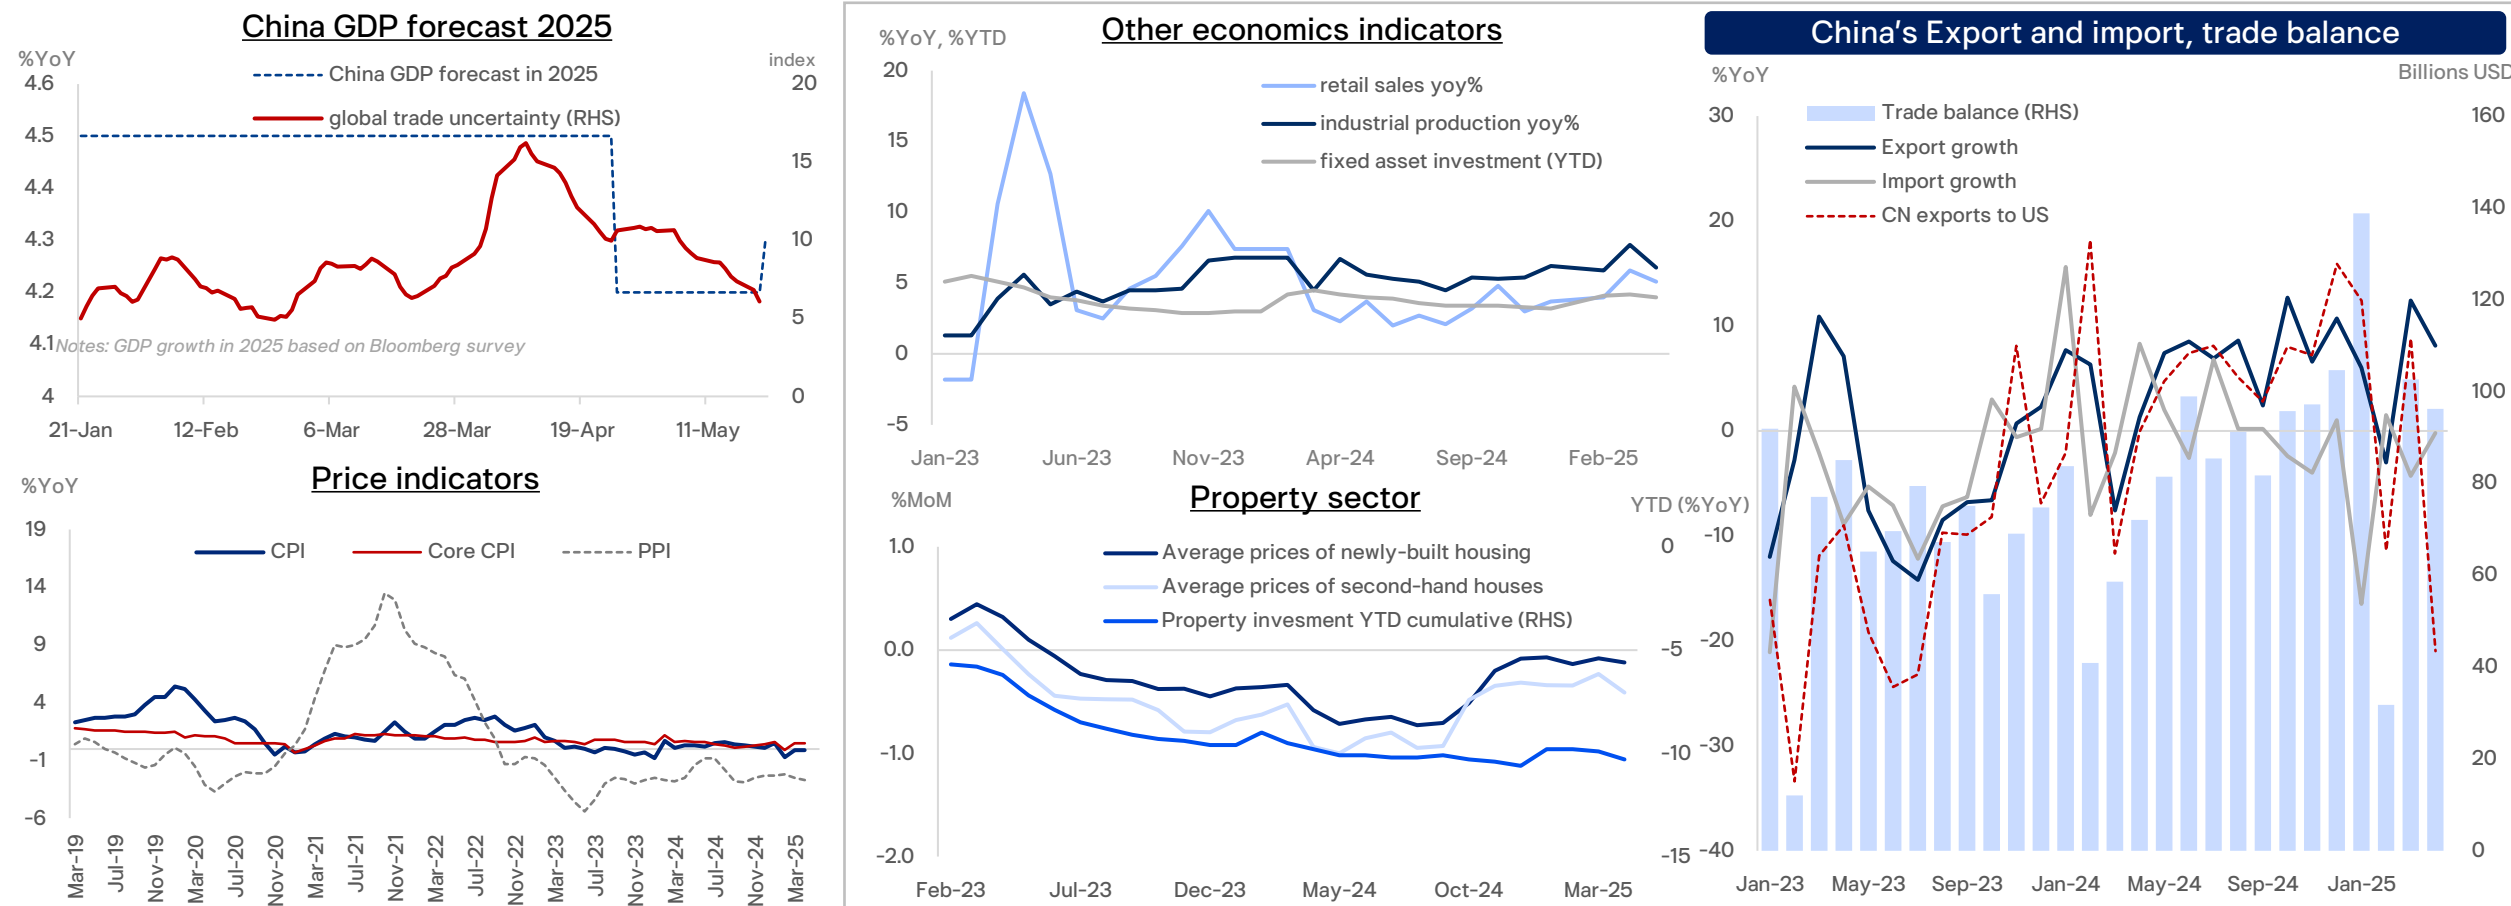 China GDP forecast 2025
%YoY
index
China GDP forecast in 2025
global trade uncertainty (RHS)
4.6
4.5
4.4
4.3
4.2
4.1
4
20
15
10
5
0
Notes: GDP growth in 2025 based on Bloomberg survey
21-Jan 12-Feb 6-Mar 28-Mar 19-Apr 11-May
Price indicators
%YoY
CPI Core CPI PPI
19
14
9
4
-1
-6
Mar-19 Jul-19 Nov-19 Mar-20 Jul-20 Nov-20 Mar-21 Jul-21 Nov-21 Mar-22 Jul-22 Nov-22 Mar-23 Jul-23 Nov-23 Mar-24 Jul-24 Nov-24 Mar-25
Other economics indicators
%YoY, %YTD
retail sales yoy%
industrial production yoy%
fixed asset investment (YTD)
20
15
10
5
0
-5
Jan-23 Jun-23 Nov-23 Apr-24 Sep-24 Feb-25
Property sector
%MoM
YTD (%YoY)
Average prices of newly-built housing
Average prices of second-hand houses
Property invesment YTD cumulative (RHS)
1.0
0.0
-1.0
-2.0
0
-5
-10
-15
Feb-23 Jul-23 Dec-23 May-24 Oct-24 Mar-25
China's Export and import, trade balance
%YoY
Billions USD
Trade balance (RHS)
Export growth
Import growth
CN exports to US
30
20
10
0
-10
-20
-30
-40
160
140
120
100
80
60
40
20
0
Jan-23 May-23 Sep-23 Jan-24 May-24 Sep-24 Jan-25